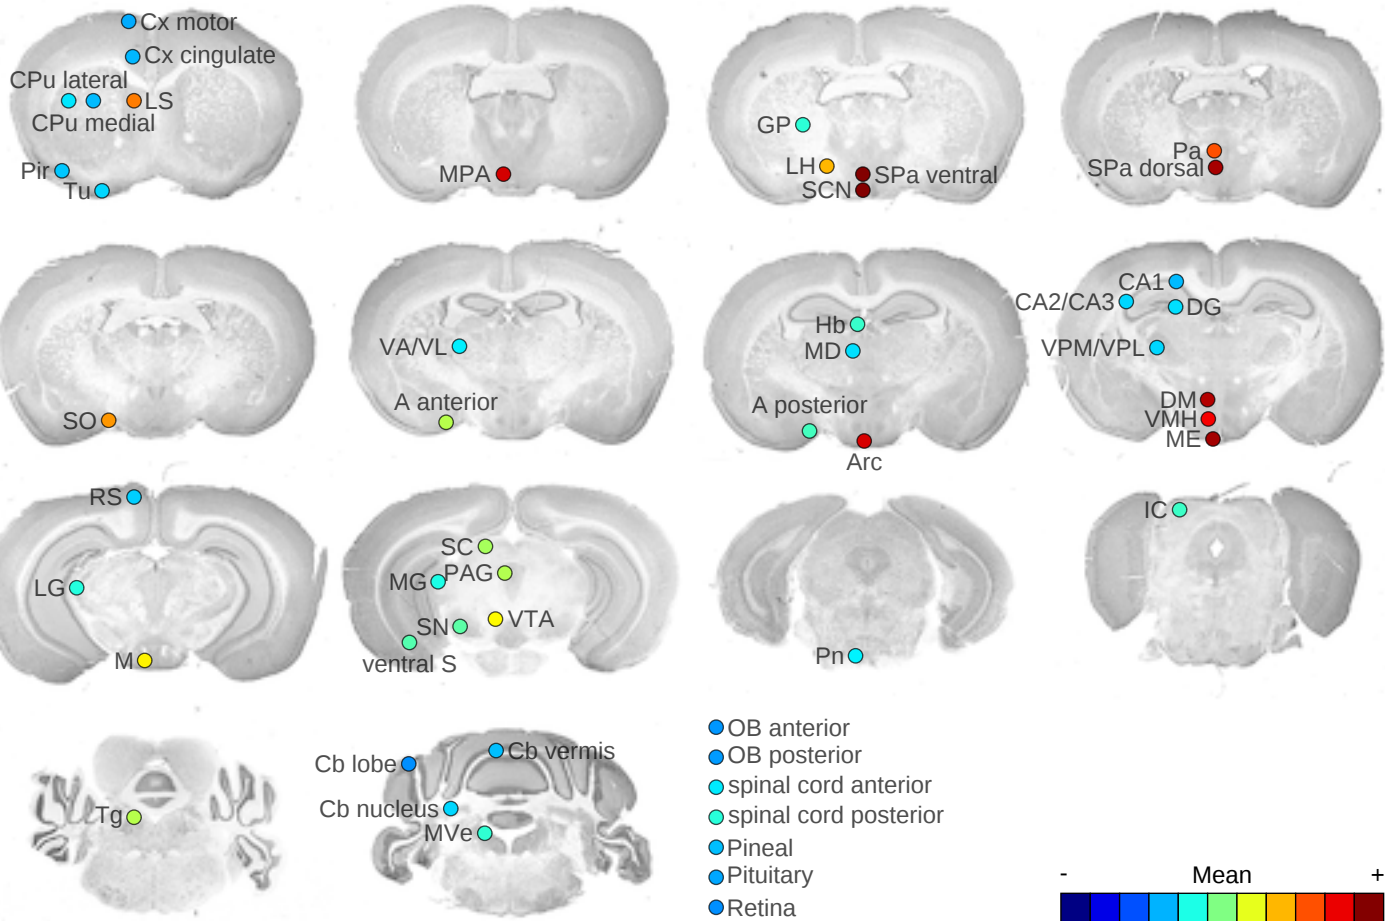 Cx motor
Cx cingulate
CPu lateral
LS
CPu medial
Pir
Tu
MPA
GP
LH
SPa ventral
SCN
Pa
SPa dorsal
SO
VA/VL
A anterior
Hb
MD
A posterior
Arc
CA1
CA2/CA3
DG
VPM/VPL
DM
VMH
ME
RS
LG
M
SC
MG
PAG
SN
VTA
ventral S
Pn
IC
Tg
Cb lobe
Cb vermis
Cb nucleus
MVe
OB anterior
OB posterior
spinal cord anterior
spinal cord posterior
Pineal
Pituitary
Retina
- Mean +